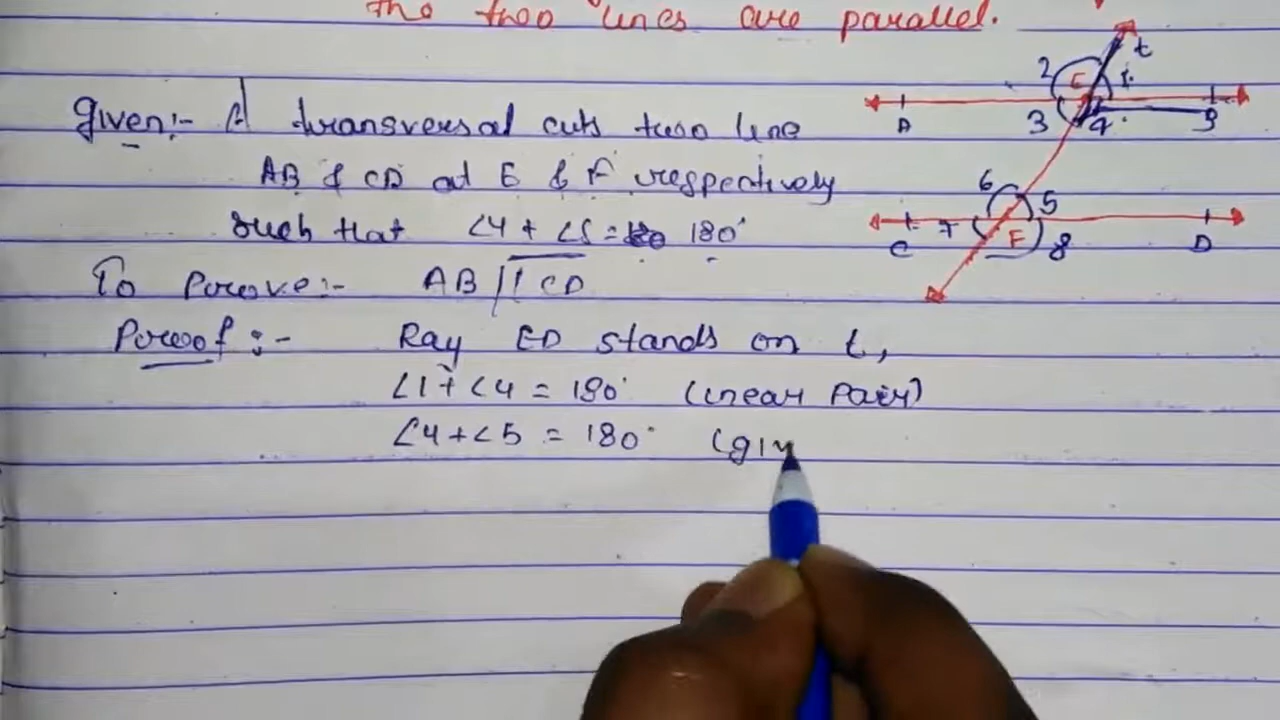 the two lines are parallel.
Given:- A transversal cuts two line
AB & CD at E & F respectively
such that ∠4 + ∠5 = 180°
To Prove:- AB || CD
Proof :- Ray ED stands on t,
∠1 + ∠4 = 180° (linear Pair)
∠4 + ∠5 = 180° (giv
t
2 E 1
A 3 4 B
6 5
C 7 F 8 D